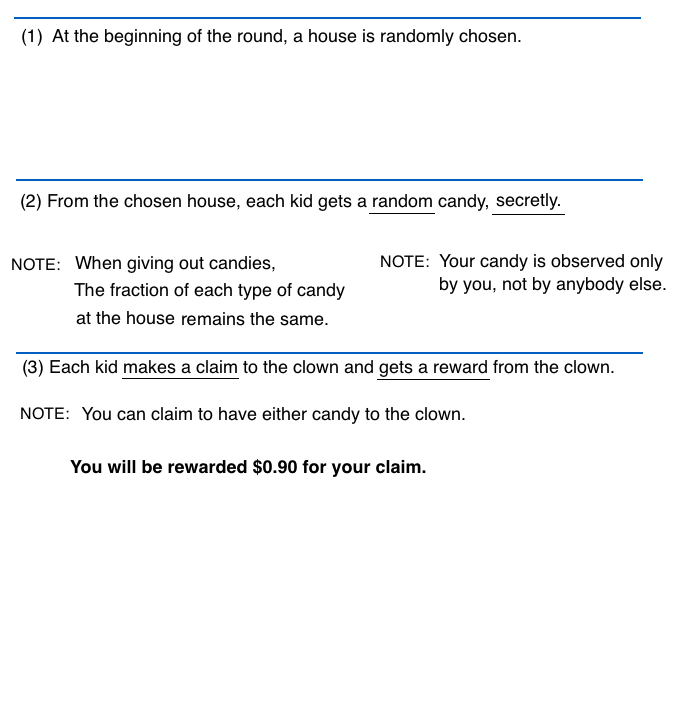 (1) At the beginning of the round, a house is randomly chosen.
(2) From the chosen house, each kid gets a random candy, secretly.
NOTE: When giving out candies,
The fraction of each type of candy
at the house remains the same.
NOTE: Your candy is observed only
by you, not by anybody else.
(3) Each kid makes a claim to the clown and gets a reward from the clown.
NOTE: You can claim to have either candy to the clown.
You will be rewarded $0.90 for your claim.